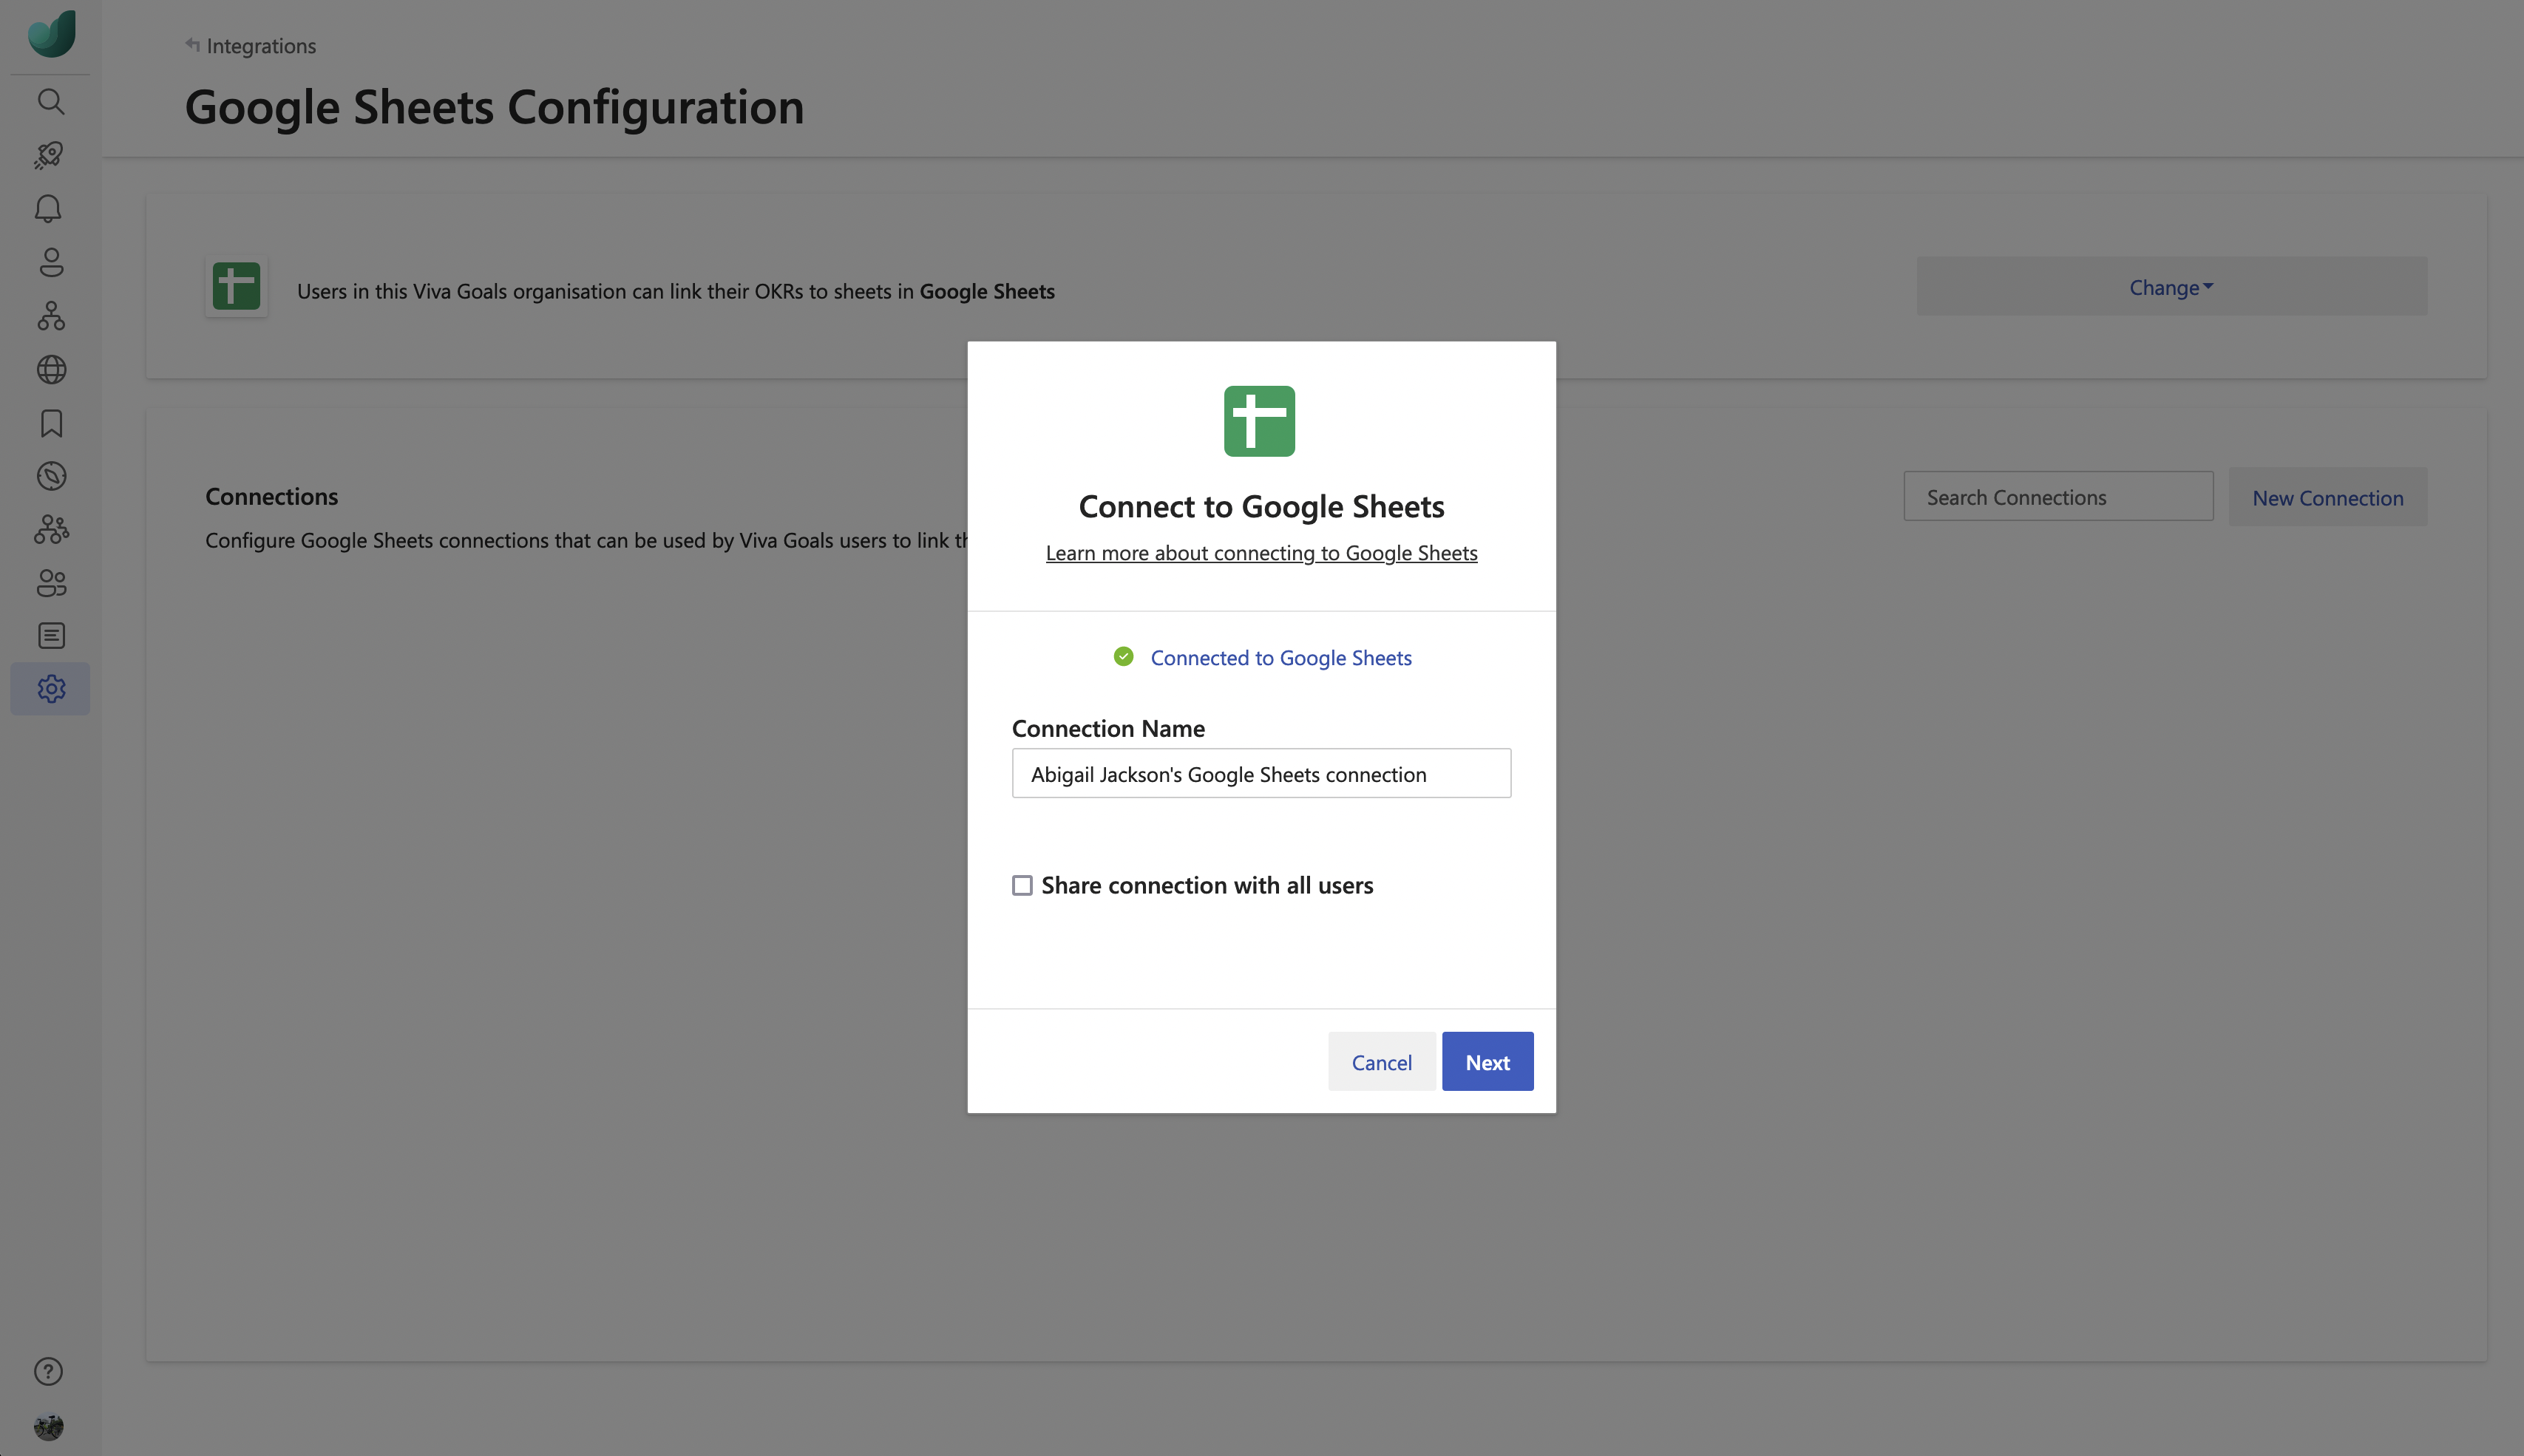 Integrations
Google Sheets Configuration
Users in this Viva Goals organisation can link their OKRs to sheets in Google Sheets
Change
Connections
Configure Google Sheets connections that can be used by Viva Goals users to link th
Search Connections
New Connection
Connect to Google Sheets
Learn more about connecting to Google Sheets
Connected to Google Sheets
Connection Name
Abigail Jackson's Google Sheets connection
Share connection with all users
Cancel
Next